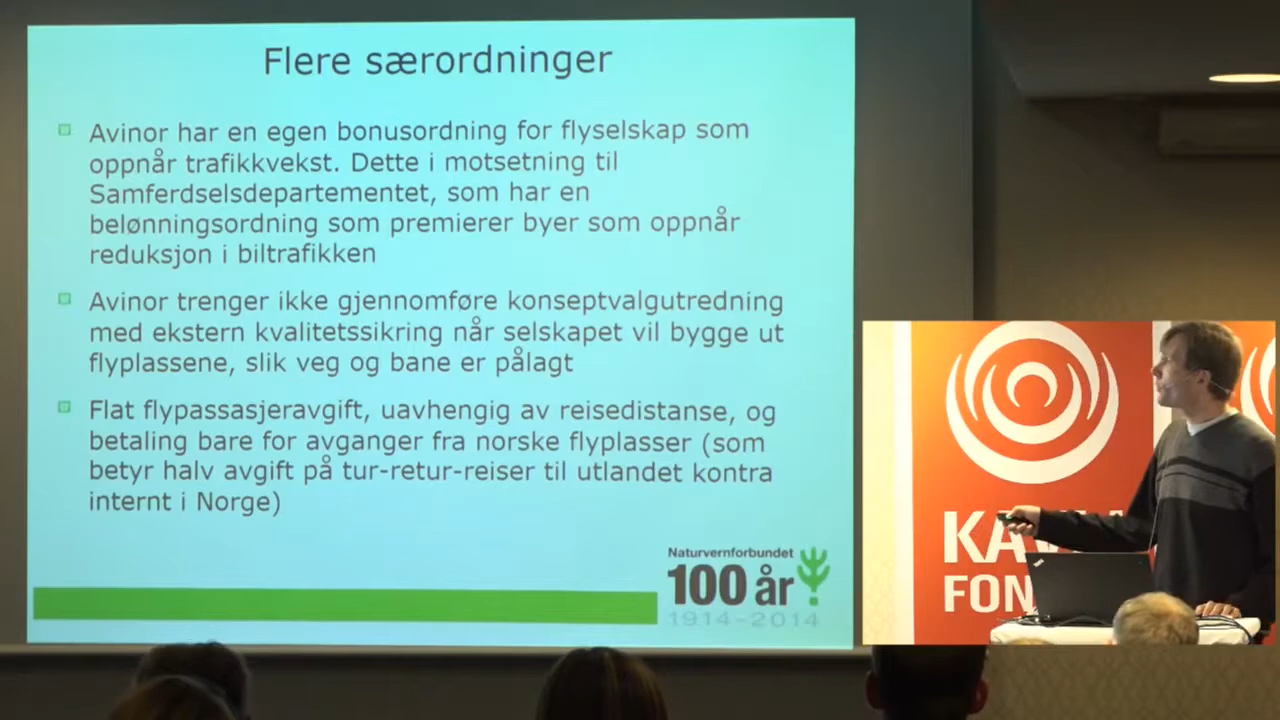 Flere særordninger
Avinor har en egen bonusordning for flyselskap som
oppnår trafikkvekst. Dette i motsetning til
Samferdselsdepartementet, som har en
belønningsordning som premierer byer som oppnår
reduksjon i biltrafikken
Avinor trenger ikke gjennomføre konseptvalgutredning
med ekstern kvalitetssikring når selskapet vil bygge ut
flyplassene, slik veg og bane er pålagt
Flat flypassasjeravgift, uavhengig av reisedistanse, og
betaling bare for avganger fra norske flyplasser (som
betyr halv avgift på tur-retur-reiser til utlandet kontra
internt i Norge)
Naturvernforbundet
100 år
1914-2014